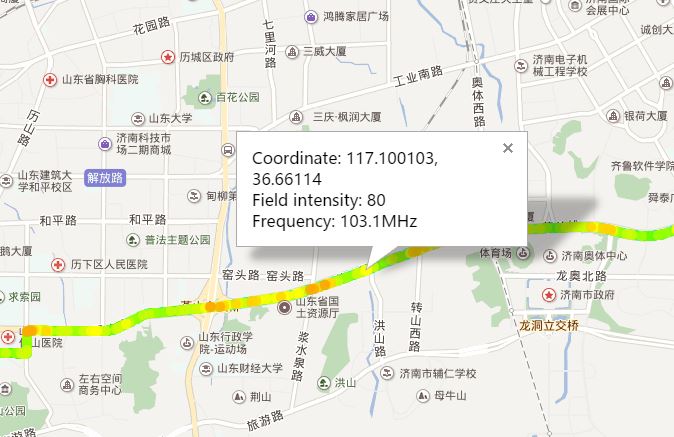 花园路
鸿腾家居广场
七里河路
三威大厦
济南国际
会展中心
诚创大
历城区政府
山东省胸科医院
工业南路
济南电子机
械工程学校
奥体西路
历山路
百花公园
山东大学
三庆·枫润大厦
银荷大厦
济南科技市
场二期商城
解放路
山东建筑大
学和平校区
甸柳第
齐鲁软件学院
舜泰广
和平路
和平路
普法主题公园
鹊大厦
历下区人民医院
Coordinate: 117.100103,
36.66114
Field intensity: 80
Frequency: 103.1MHz
体育场
济南奥体中心
窑头路
窑头路
龙奥北路
济南市政府
求索园
山东省国
土资源厅
龙洞立交桥
山东行政学
院-运动场
浆水泉路
洪山路
转山西路
山东财经大学
左右空间
商务中心
洪山
济南市辅仁学校
荆山
母牛山
山公园
旅游路